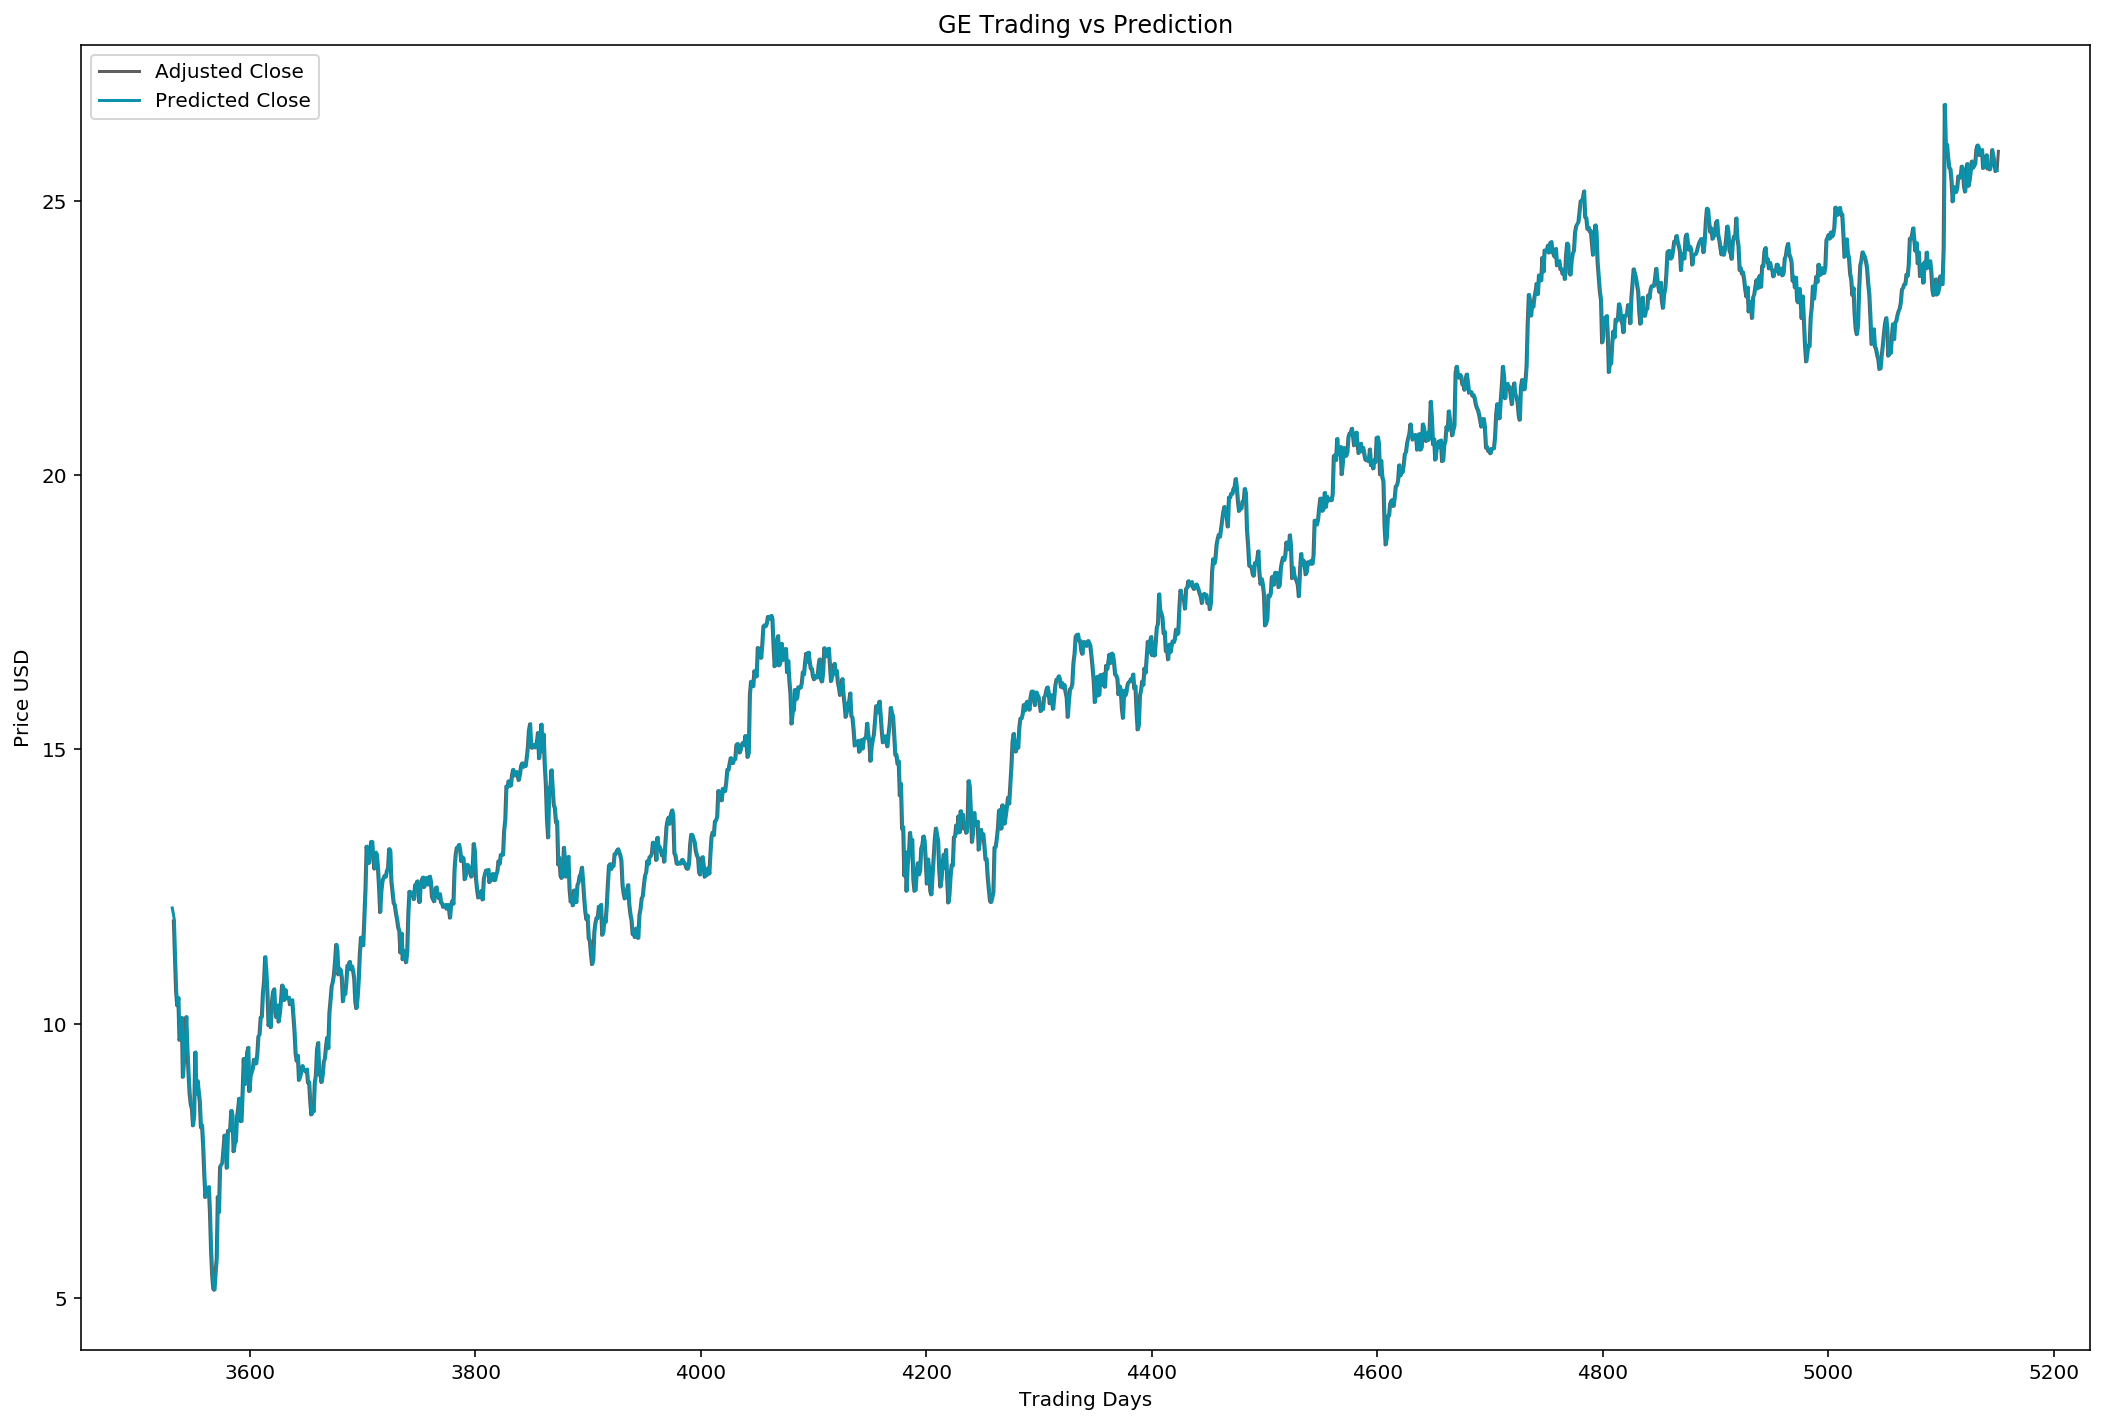 GE Trading vs Prediction
Adjusted Close
Predicted Close
25
20
15
10
5
Price USD
3600 3800 4000 4200 4400 4600 4800 5000 5200
Trading Days